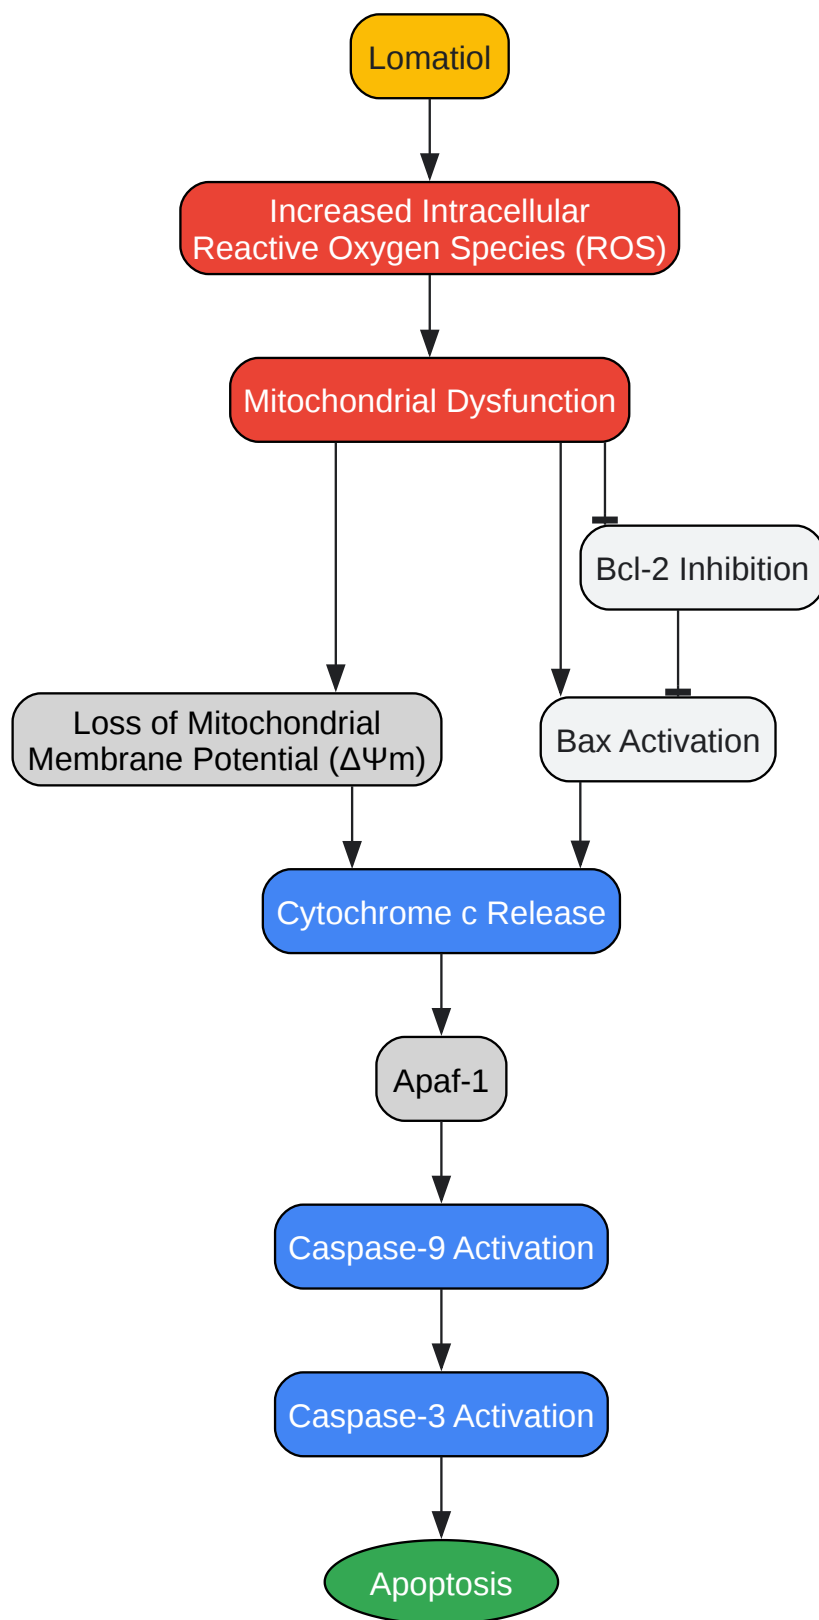 Lomatiol
Increased Intracellular
Reactive Oxygen Species (ROS)
Mitochondrial Dysfunction
Bcl-2 Inhibition
Loss of Mitochondrial
Membrane Potential (ΔΨm)
Bax Activation
Cytochrome c Release
Apaf-1
Caspase-9 Activation
Caspase-3 Activation
Apoptosis